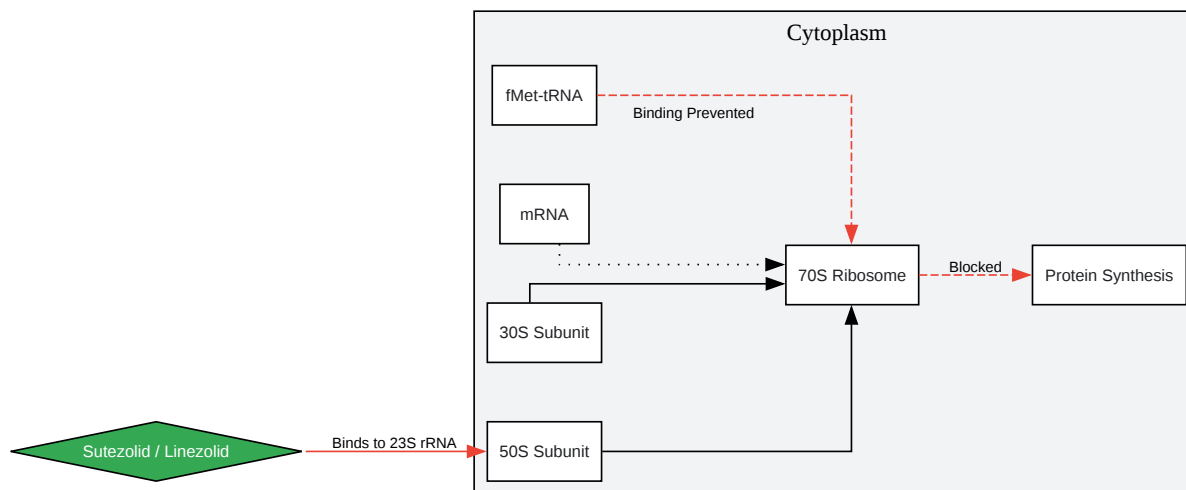 Cytoplasm
fMet-tRNA
Binding Prevented
mRNA
70S Ribosome
Blocked
Protein Synthesis
30S Subunit
Sutezolid / Linezolid
Binds to 23S rRNA
50S Subunit